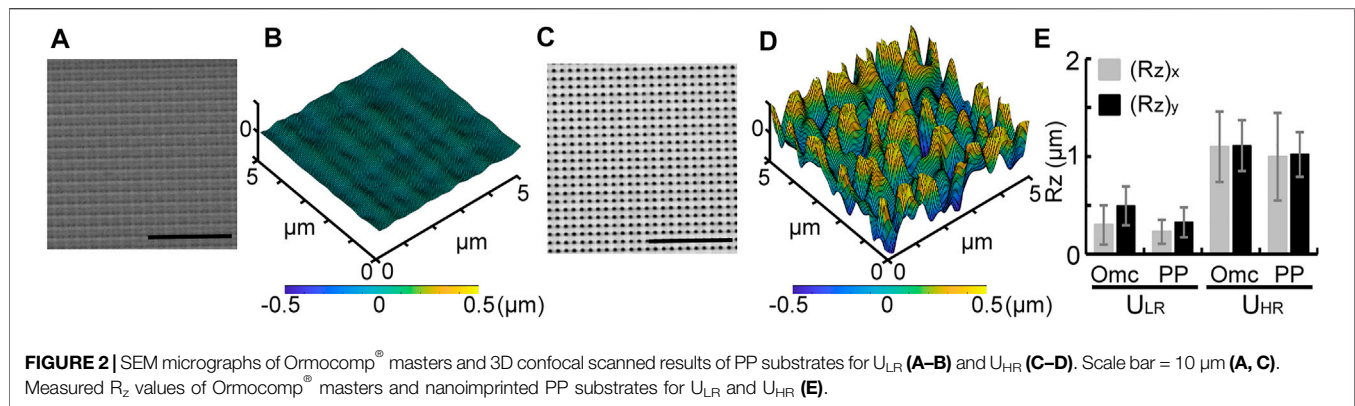 A
B
C
D
E
0
5
μm
0
0
μm
5
-0.5
0
0.5 (μm)
0
5
μm
0
0
μm
5
-0.5
0
0.5 (μm)
2
1
0
Rz (μm)
(Rz)x
(Rz)y
Omc PP Omc PP
ULR UHR
FIGURE 2 | SEM micrographs of Ormocomp® masters and 3D confocal scanned results of PP substrates for ULR (A–B) and UHR (C–D). Scale bar = 10 μm (A, C).
Measured Rz values of Ormocomp® masters and nanoimprinted PP substrates for ULR and UHR (E).